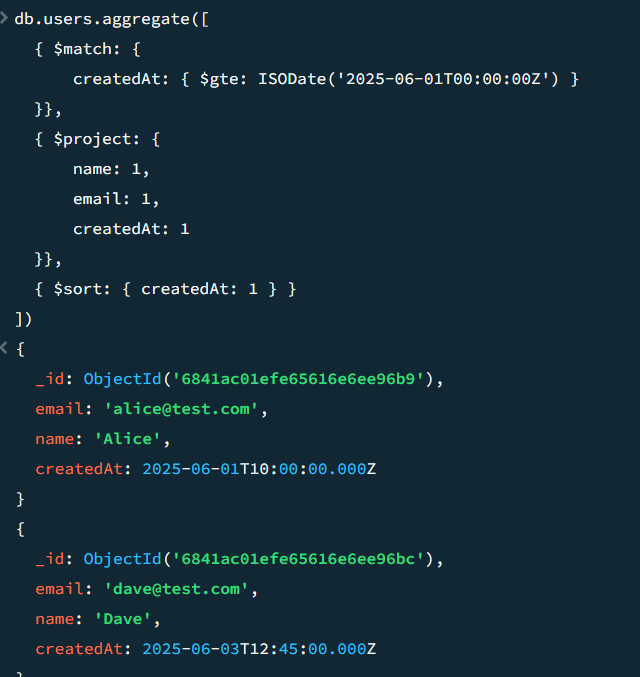 db.users.aggregate([
  { $match: {
      createdAt: { $gte: ISODate('2025-06-01T00:00:00Z') }
  }},
  { $project: {
      name: 1,
      email: 1,
      createdAt: 1
  }},
  { $sort: { createdAt: 1 } }
])
{
  _id: ObjectId('6841ac01efe65616e6ee96b9'),
  email: 'alice@test.com',
  name: 'Alice',
  createdAt: 2025-06-01T10:00:00.000Z
}
{
  _id: ObjectId('6841ac01efe65616e6ee96bc'),
  email: 'dave@test.com',
  name: 'Dave',
  createdAt: 2025-06-03T12:45:00.000Z
}